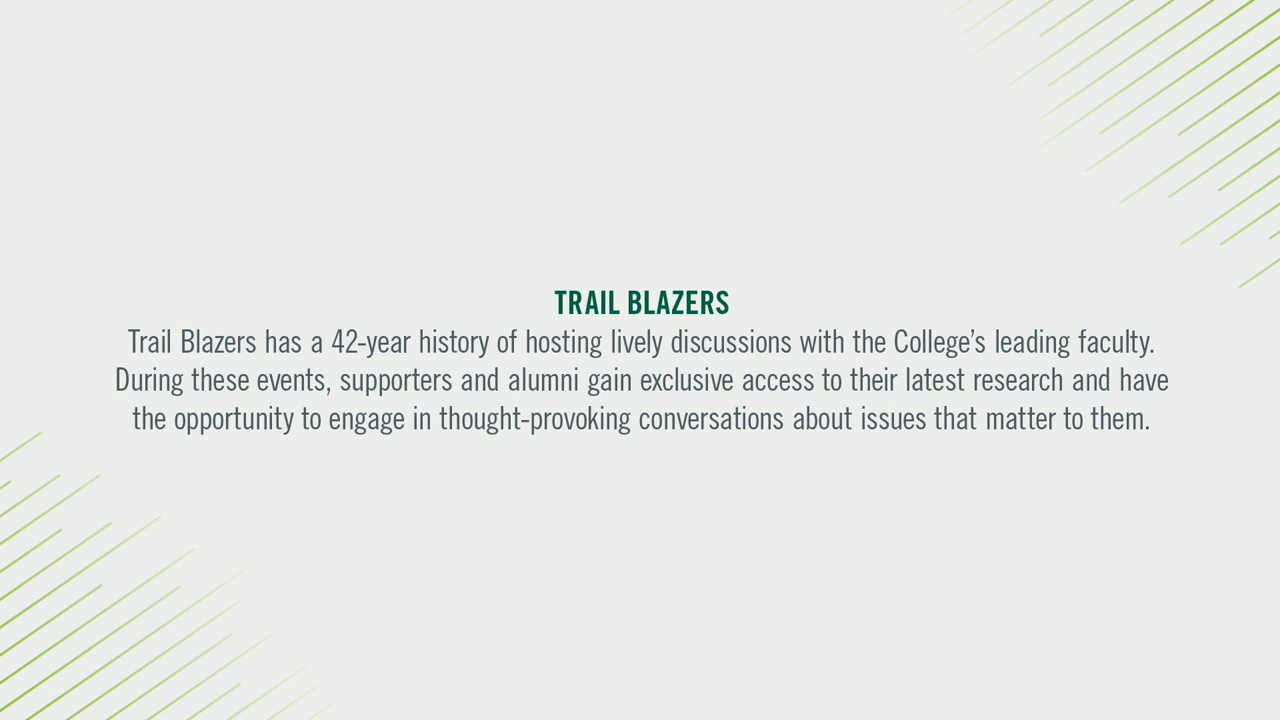 TRAIL BLAZERS
Trail Blazers has a 42-year history of hosting lively discussions with the College’s leading faculty.
During these events, supporters and alumni gain exclusive access to their latest research and have
the opportunity to engage in thought-provoking conversations about issues that matter to them.